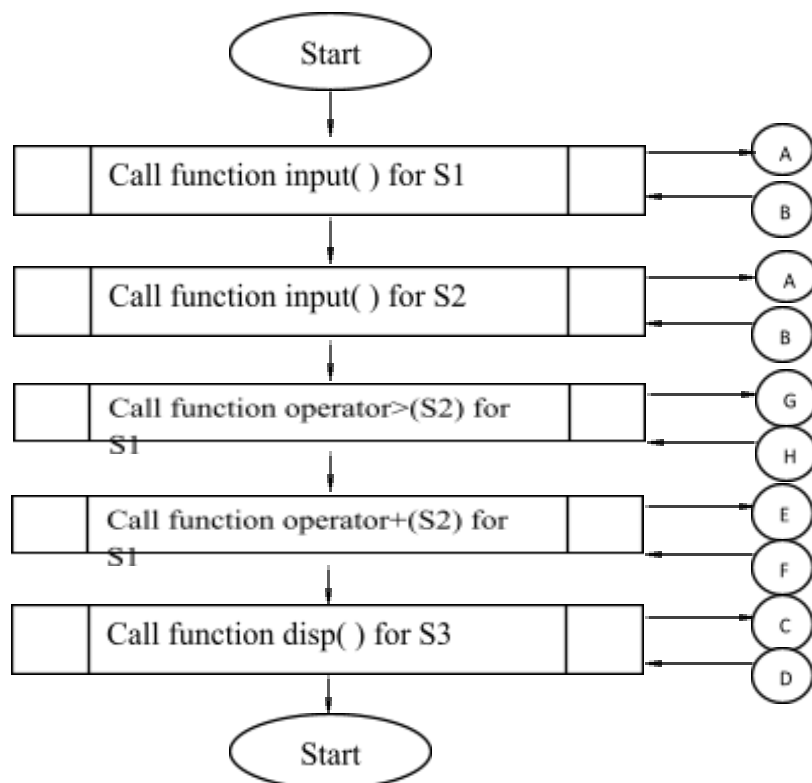 Start
Call function input( ) for S1
A
B
Call function input( ) for S2
A
B
Call function operator>(S2) for
S1
G
H
Call function operator+(S2) for
S1
E
F
Call function disp( ) for S3
C
D
Start